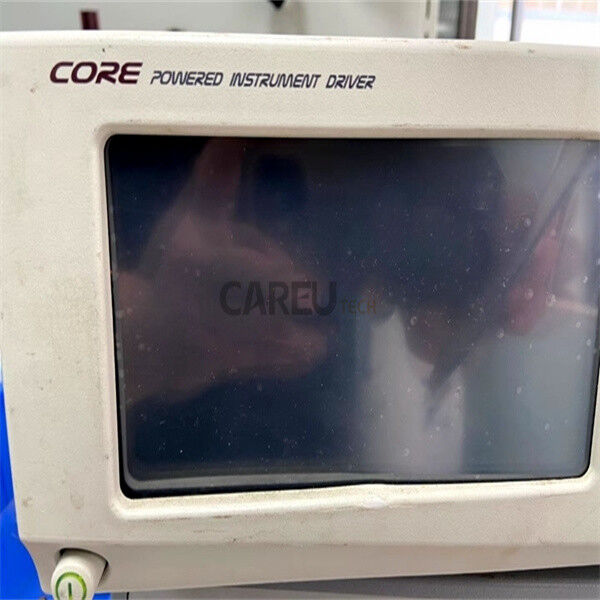 CORE POWERED INSTRUMENT DRIVER
CAREU TECH